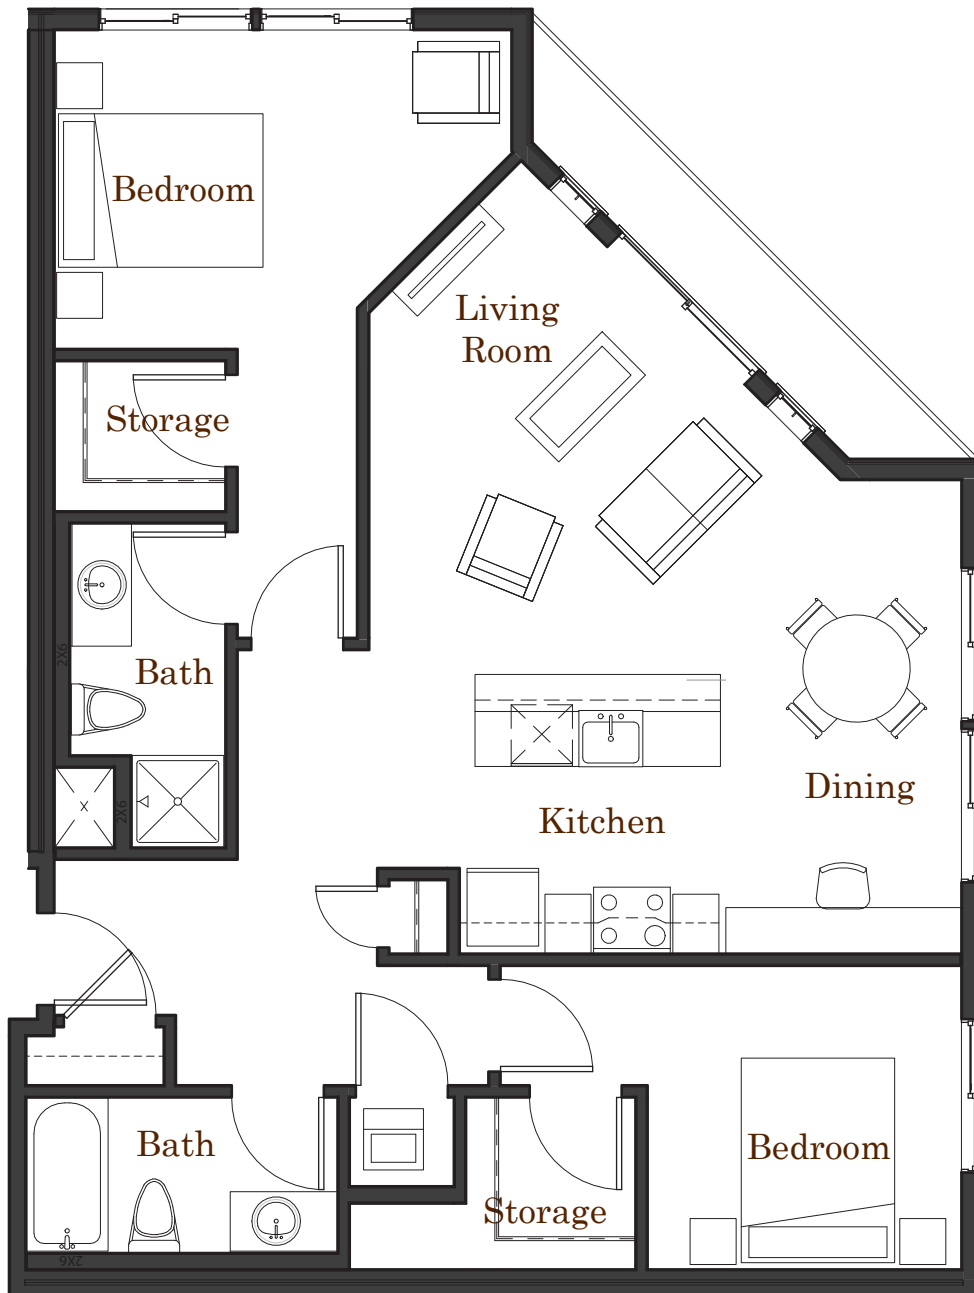 Bedroom
Living
Room
Storage
2X6
Bath
2X6
Dining
Kitchen
Bath
Bedroom
Storage
2X6